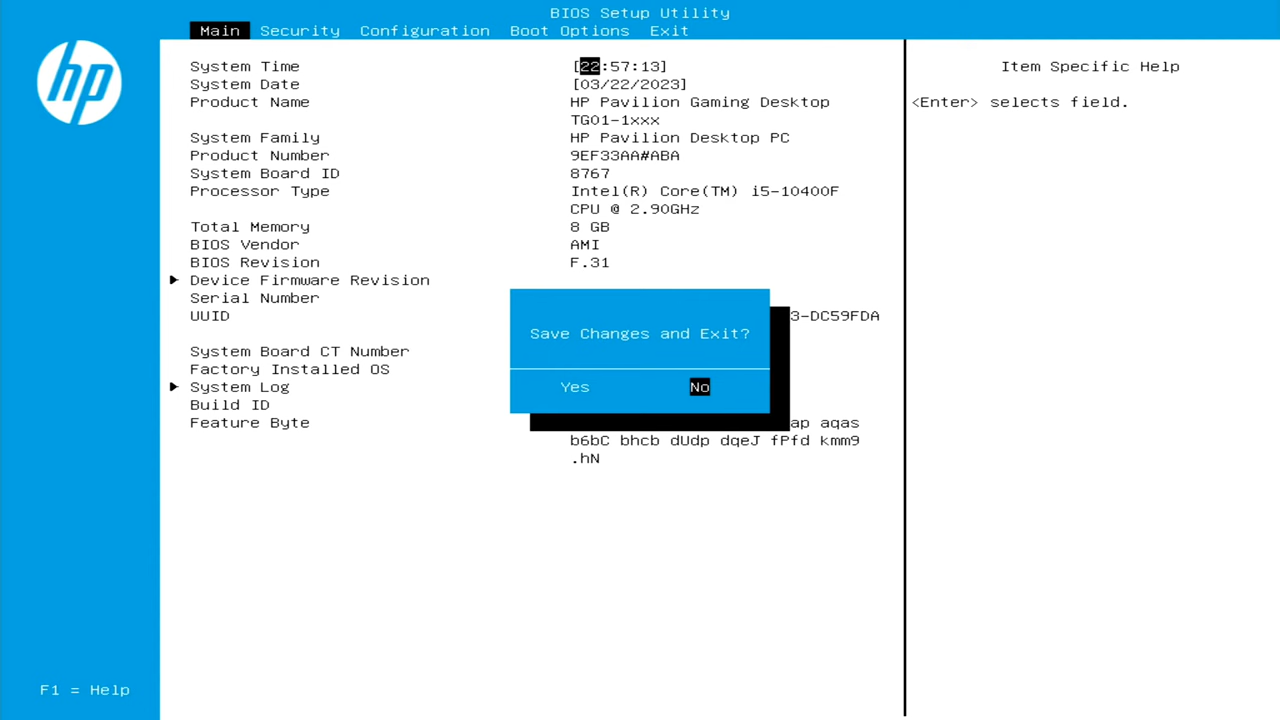 BIOS Setup Utility
Main Security Configuration Boot Options Exit
hp
System Time [22:57:13]
Item Specific Help
System Date [03/22/2023]
Product Name HP Pavilion Gaming Desktop
<Enter> selects field.
TG01-1xxx
System Family HP Pavilion Desktop PC
Product Number 9EF33AA#ABA
System Board ID 8767
Processor Type Intel(R) Core(TM) i5-10400F
CPU @ 2.90GHz
Total Memory 8 GB
BIOS Vendor AMI
BIOS Revision F.31
Device Firmware Revision
Serial Number
UUID 3-DC59FDA
Save Changes and Exit?
System Board CT Number
Factory Installed OS
System Log
Yes No
Build ID
Feature Byte ap aqas
b6bC bhcb dUdp dqeJ fPfd kmm9
.hN
F1 = Help